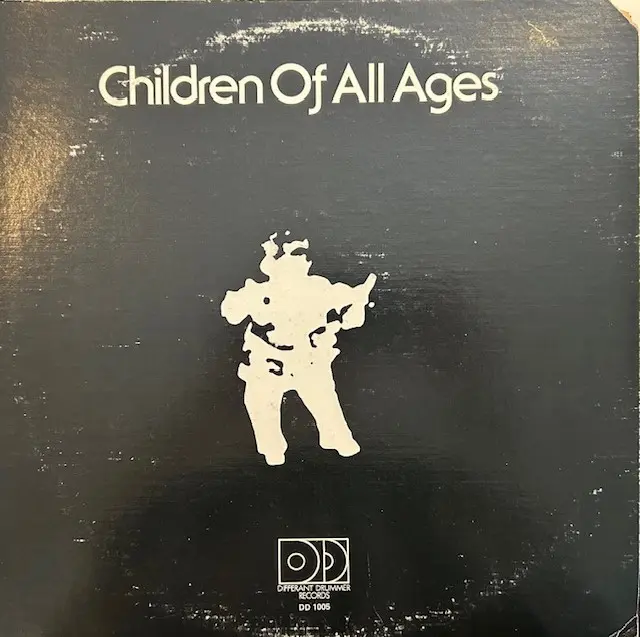 Children Of All Ages
DIFFERANT DRUMMER
RECORDS
DD 1005